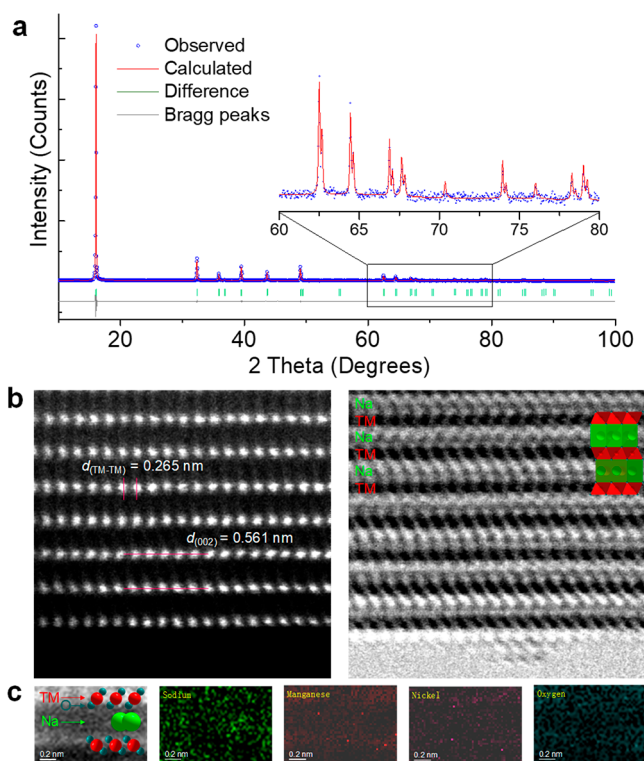 a
Observed
Calculated
Difference
Bragg peaks
Intensity (Counts)
60 65 70 75 80
20 40 60 80 100
2 Theta (Degrees)
b
d(TM-TM) = 0.265 nm
d(002) = 0.561 nm
Na
TM
Na
TM
Na
TM
c
TM
Na
0.2 nm
Sodium
0.2 nm
Manganese
0.2 nm
Nickel
0.2 nm
Oxygen
0.2 nm